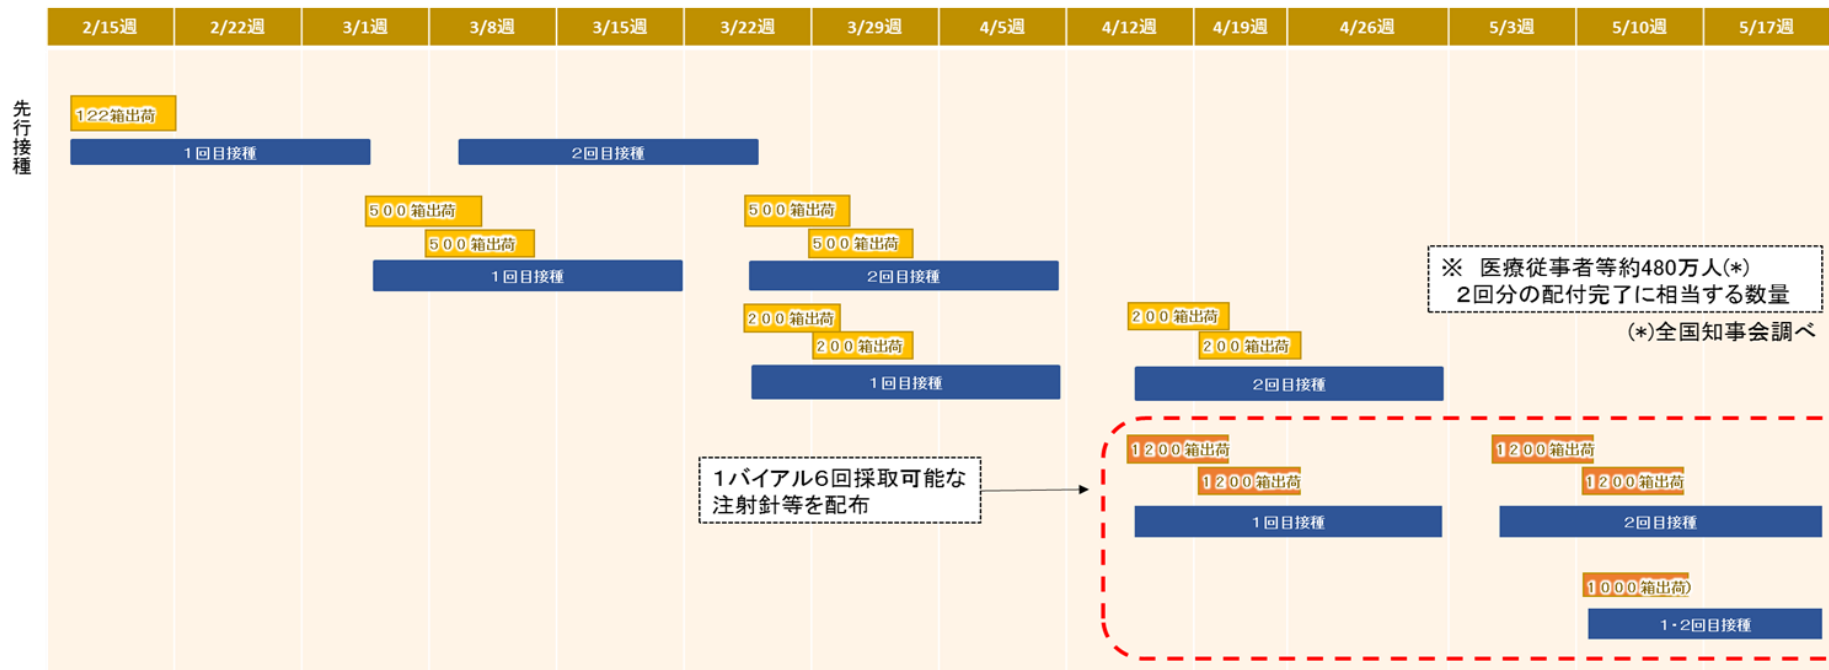 2/15週 2/22週 3/1週 3/8週 3/15週 3/22週 3/29週 4/5週 4/12週 4/19週 4/26週 5/3週 5/10週 5/17週
先行接種
122箱出荷
1回目接種 2回目接種
500箱出荷 500箱出荷
500箱出荷 500箱出荷
1回目接種 2回目接種
※ 医療従事者等約480万人(*)
2回分の配付完了に相当する数量
(*)全国知事会調べ
200箱出荷 200箱出荷
200箱出荷 200箱出荷
1回目接種 2回目接種
1バイアル6回採取可能な
注射針等を配布
1200箱出荷 1200箱出荷
1200箱出荷 1200箱出荷
1回目接種 2回目接種
1000箱出荷)
1・2回目接種